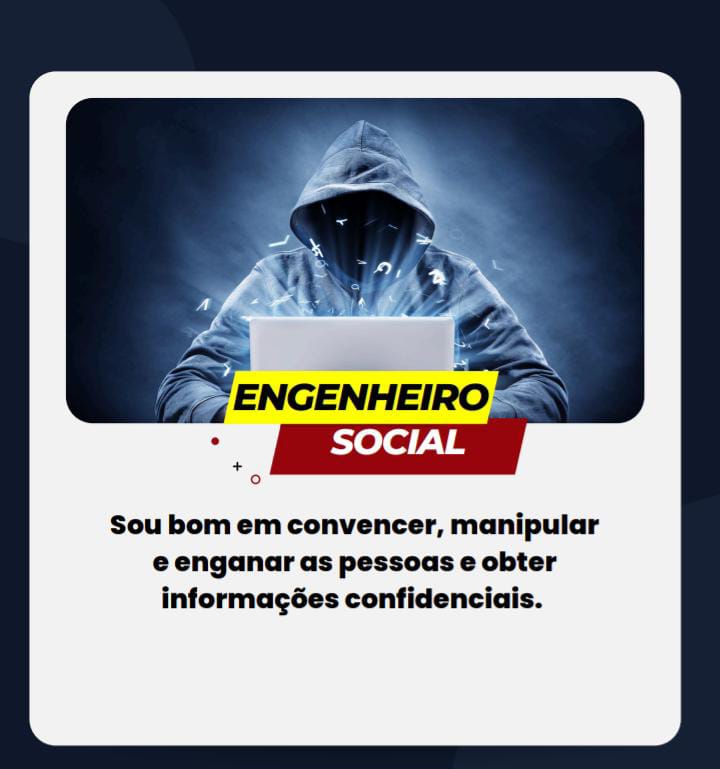 ENGENHEIRO
SOCIAL
Sou bom em convencer, manipular
e enganar as pessoas e obter
informações confidenciais.